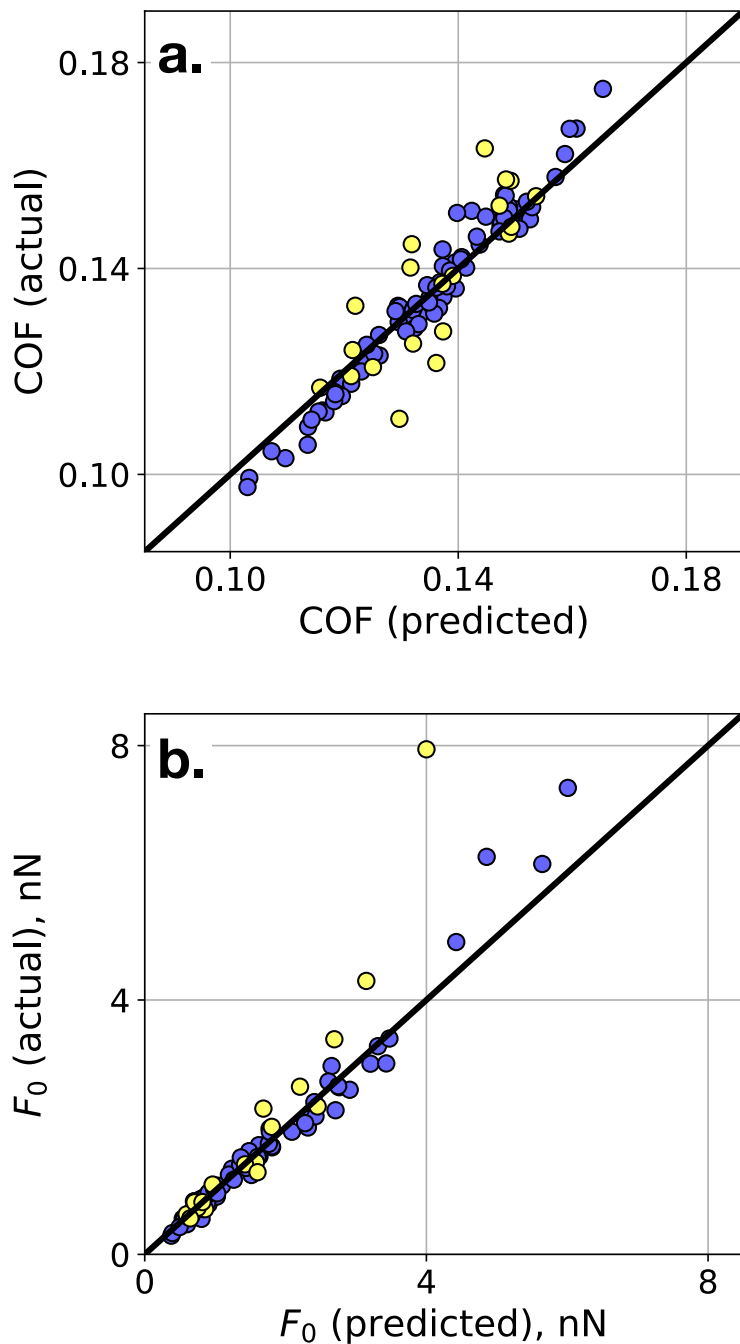 a.
0.18
0.14
0.10
COF (actual)
0.10 0.14 0.18
COF (predicted)
b.
8
4
0
F₀ (actual), nN
0 4 8
F₀ (predicted), nN